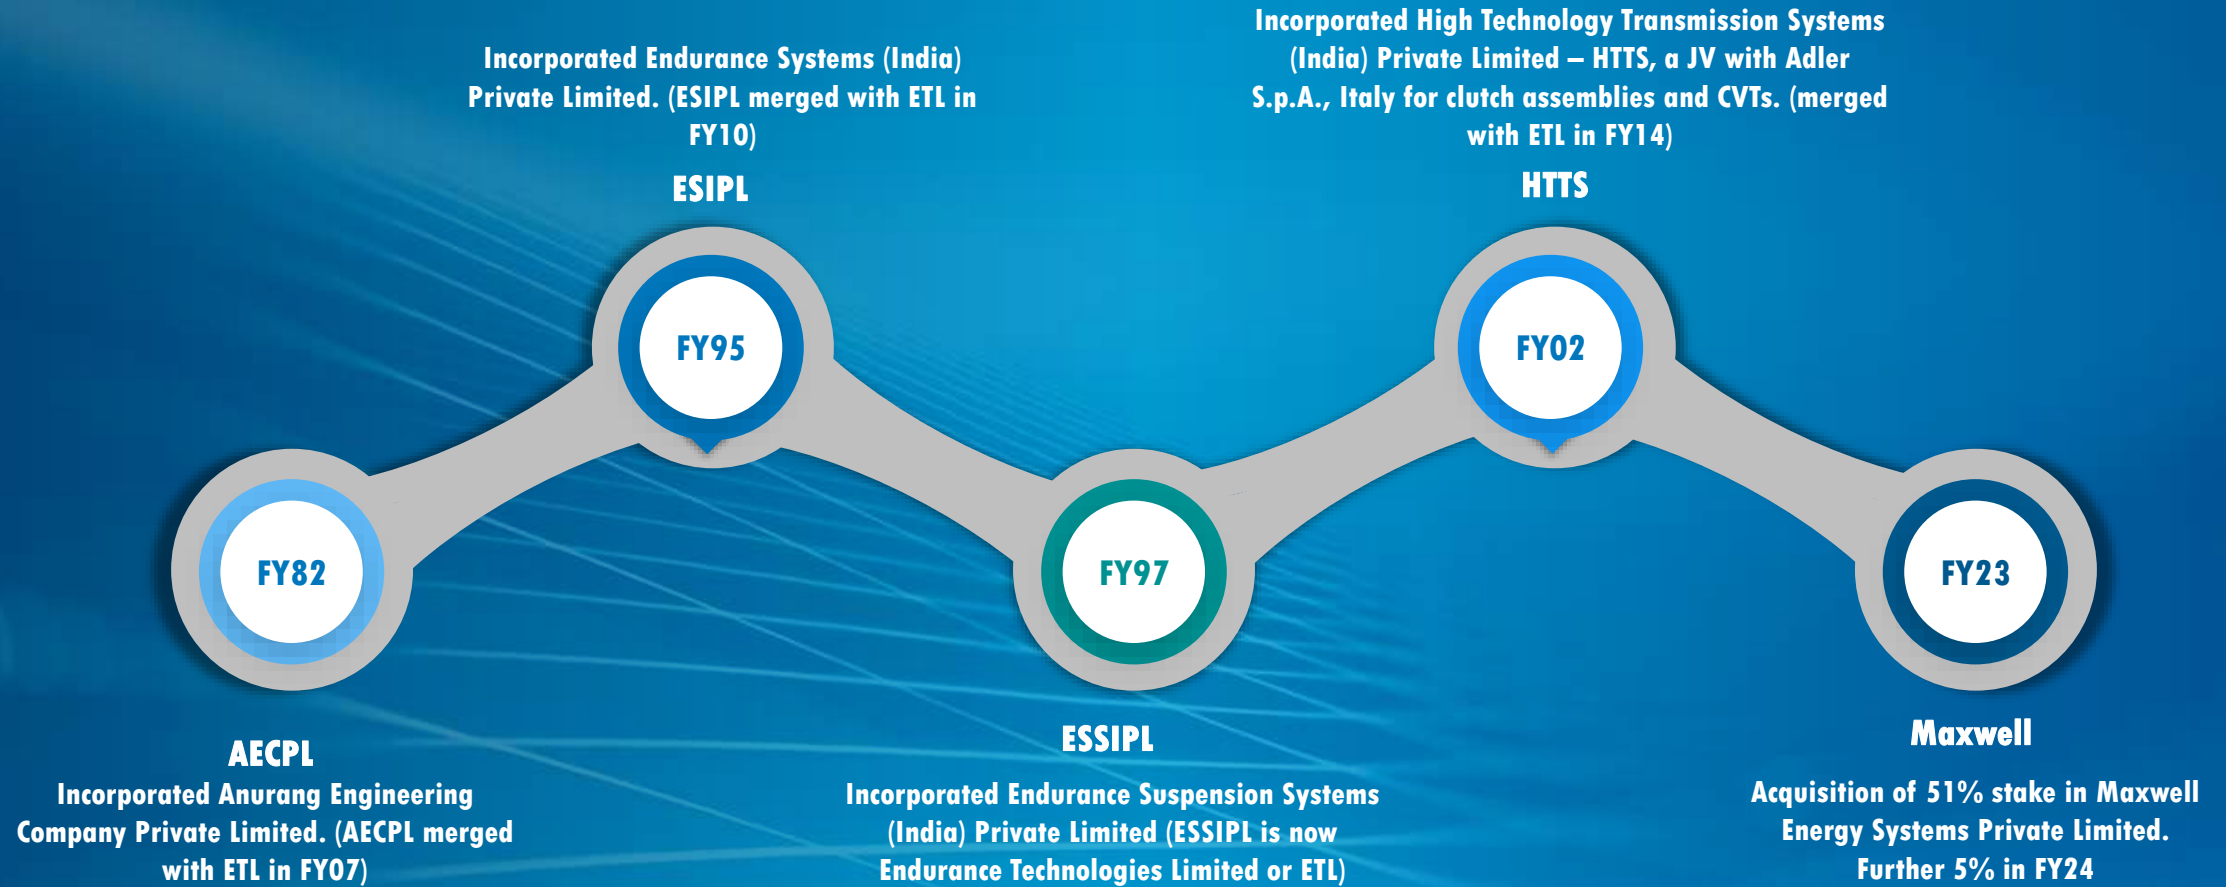 Incorporated Endurance Systems (India)
Private Limited. (ESIPL merged with ETL in
FY10)
ESIPL
FY95
Incorporated High Technology Transmission Systems
(India) Private Limited – HTTS, a JV with Adler
S.p.A., Italy for clutch assemblies and CVTs. (merged
with ETL in FY14)
HTTS
FY02
FY82
AECPL
Incorporated Anurang Engineering
Company Private Limited. (AECPL merged
with ETL in FY07)
FY97
ESSIPL
Incorporated Endurance Suspension Systems
(India) Private Limited (ESSIPL is now
Endurance Technologies Limited or ETL)
FY23
Maxwell
Acquisition of 51% stake in Maxwell
Energy Systems Private Limited.
Further 5% in FY24